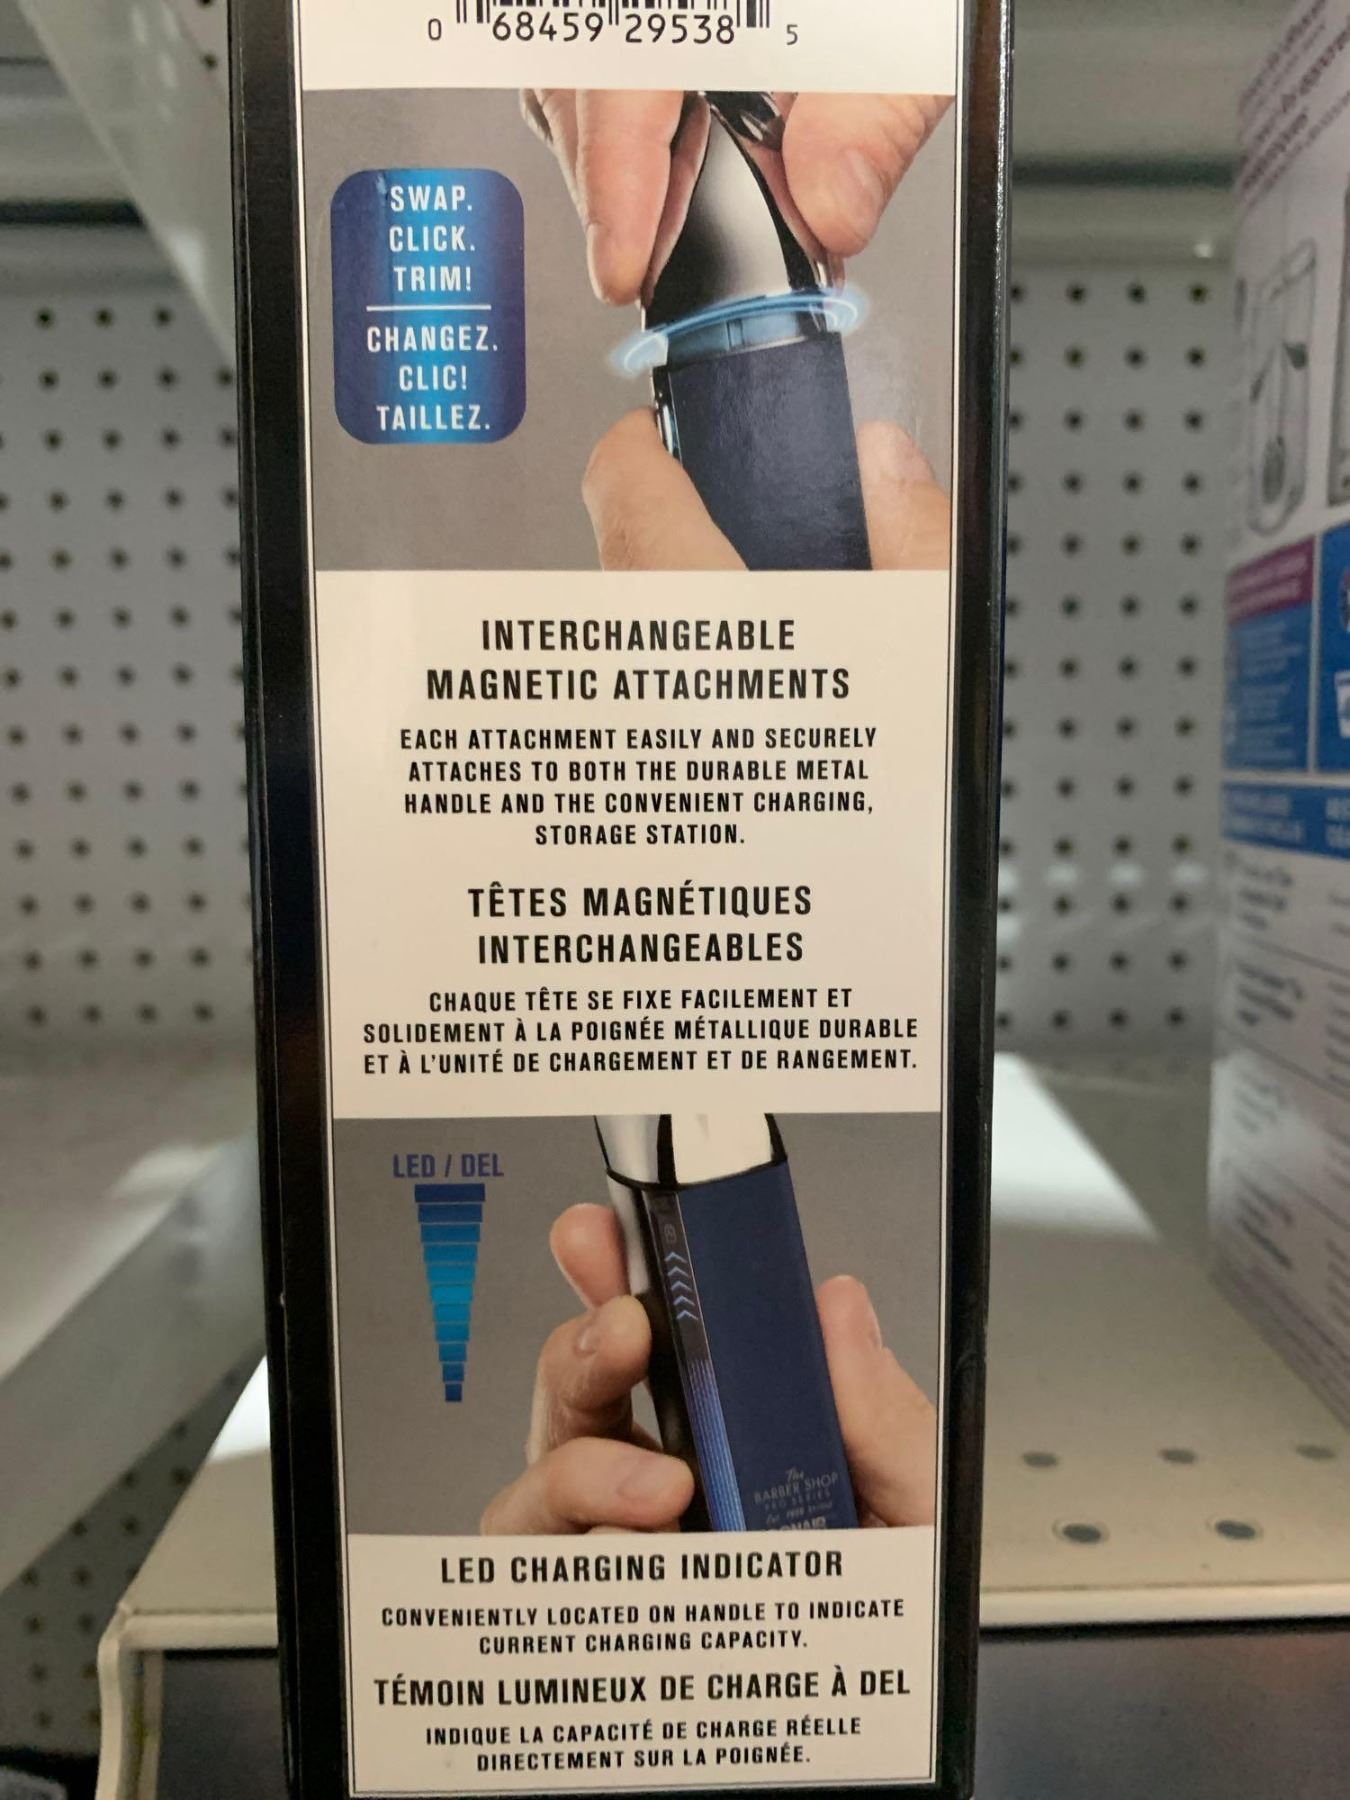 0 68459 29538 5
SWAP.
CLICK.
TRIM!
CHANGEZ.
CLIC!
TAILLEZ.
INTERCHANGEABLE
MAGNETIC ATTACHMENTS
EACH ATTACHMENT EASILY AND SECURELY
ATTACHES TO BOTH THE DURABLE METAL
HANDLE AND THE CONVENIENT CHARGING,
STORAGE STATION.
TÊTES MAGNÉTIQUES
INTERCHANGEABLES
CHAQUE TÊTE SE FIXE FACILEMENT ET
SOLIDEMENT À LA POIGNÉE MÉTALLIQUE DURABLE
ET À L'UNITÉ DE CHARGEMENT ET DE RANGEMENT.
LED / DEL
The
BARBER SHOP
PRO SERIES
LED CHARGING INDICATOR
CONVENIENTLY LOCATED ON HANDLE TO INDICATE
CURRENT CHARGING CAPACITY.
TÉMOIN LUMINEUX DE CHARGE À DEL
INDIQUE LA CAPACITÉ DE CHARGE RÉELLE
DIRECTEMENT SUR LA POIGNÉE.